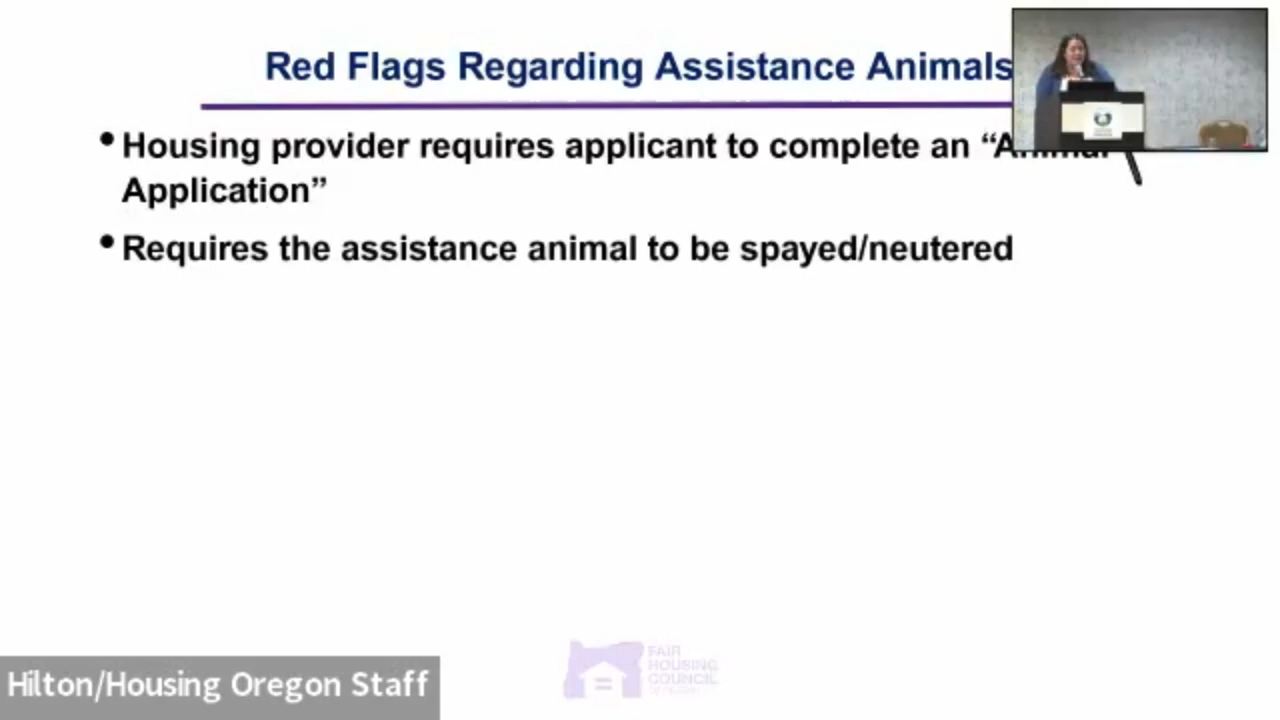 Red Flags Regarding Assistance Animals
• Housing provider requires applicant to complete an “Animal
Application”
• Requires the assistance animal to be spayed/neutered
FAIR
HOUSING
COUNCIL
Hilton/Housing Oregon Staff